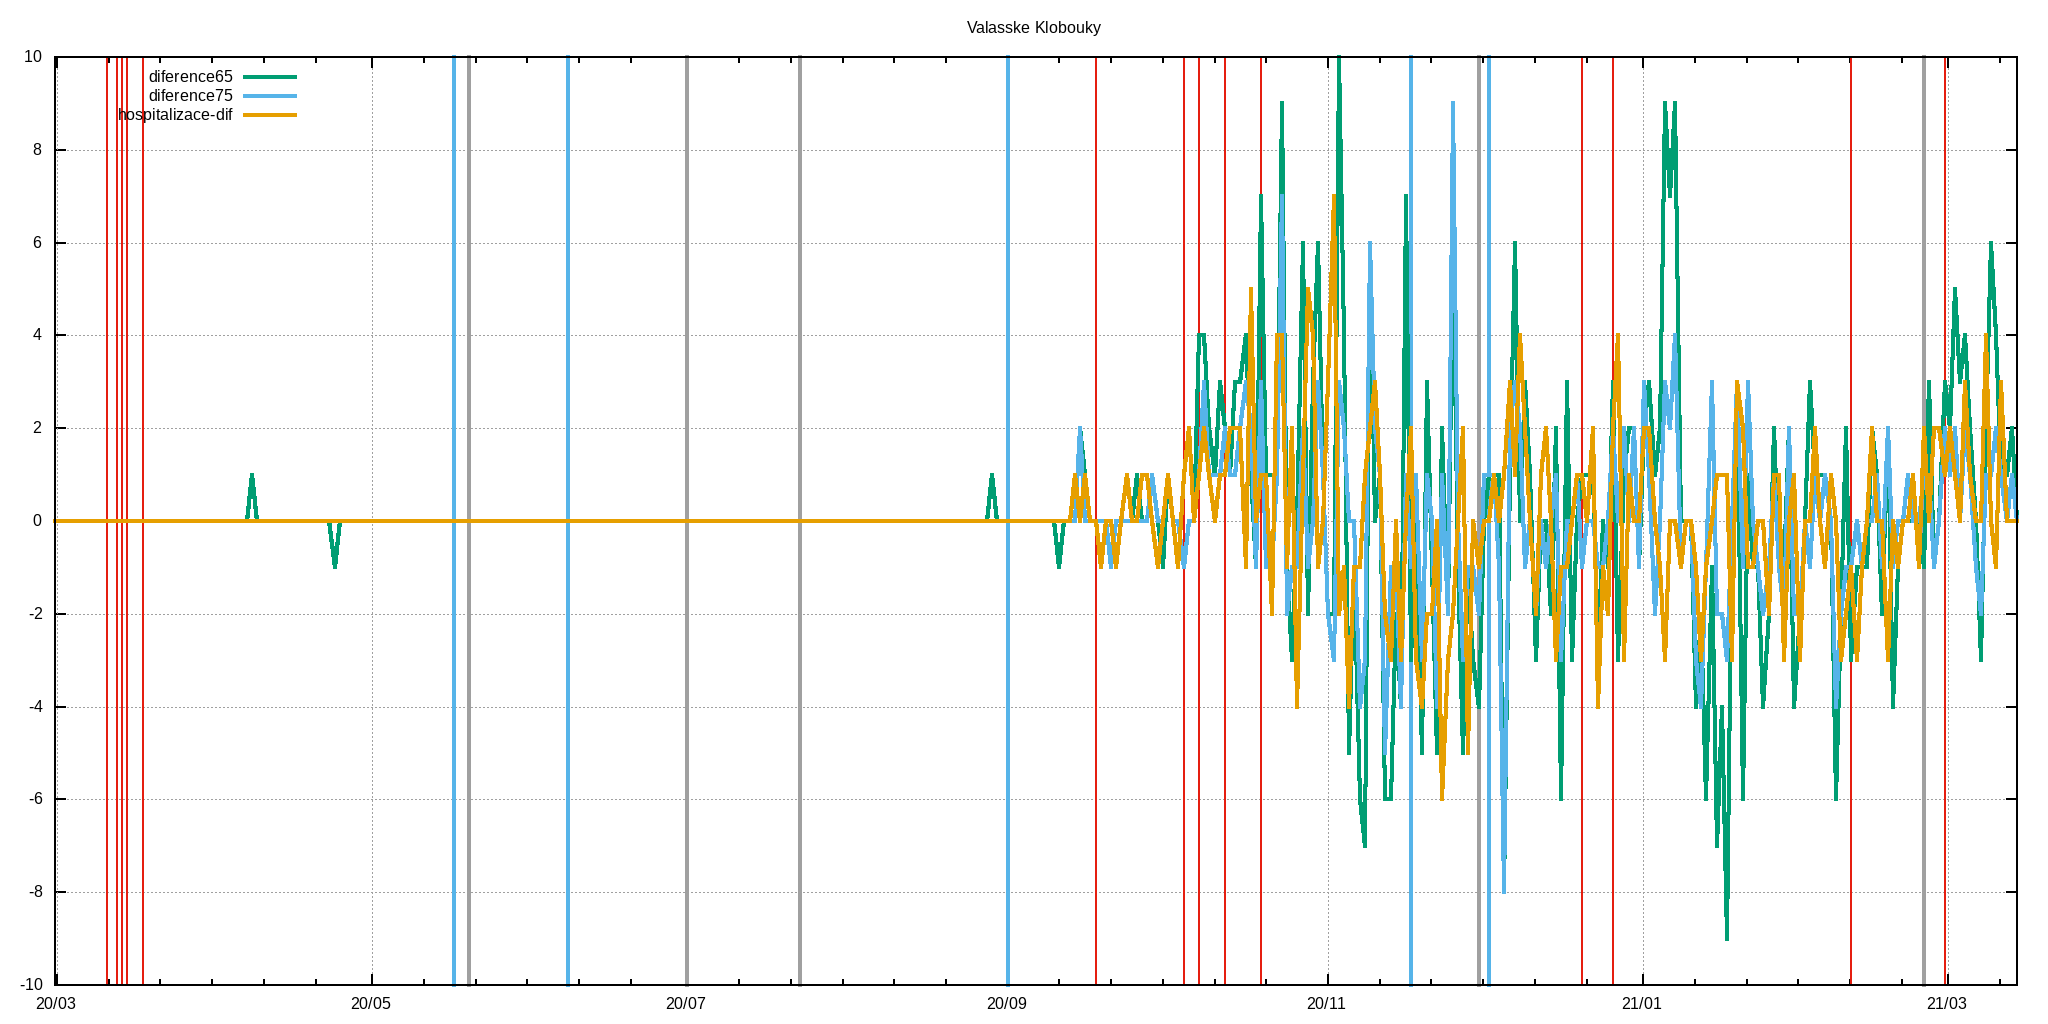 Valasske Klobouky
diference65
diference75
hospitalizace-dif
10
8
6
4
2
0
-2
-4
-6
-8
-10
20/03 20/05 20/07 20/09 20/11 21/01 21/03